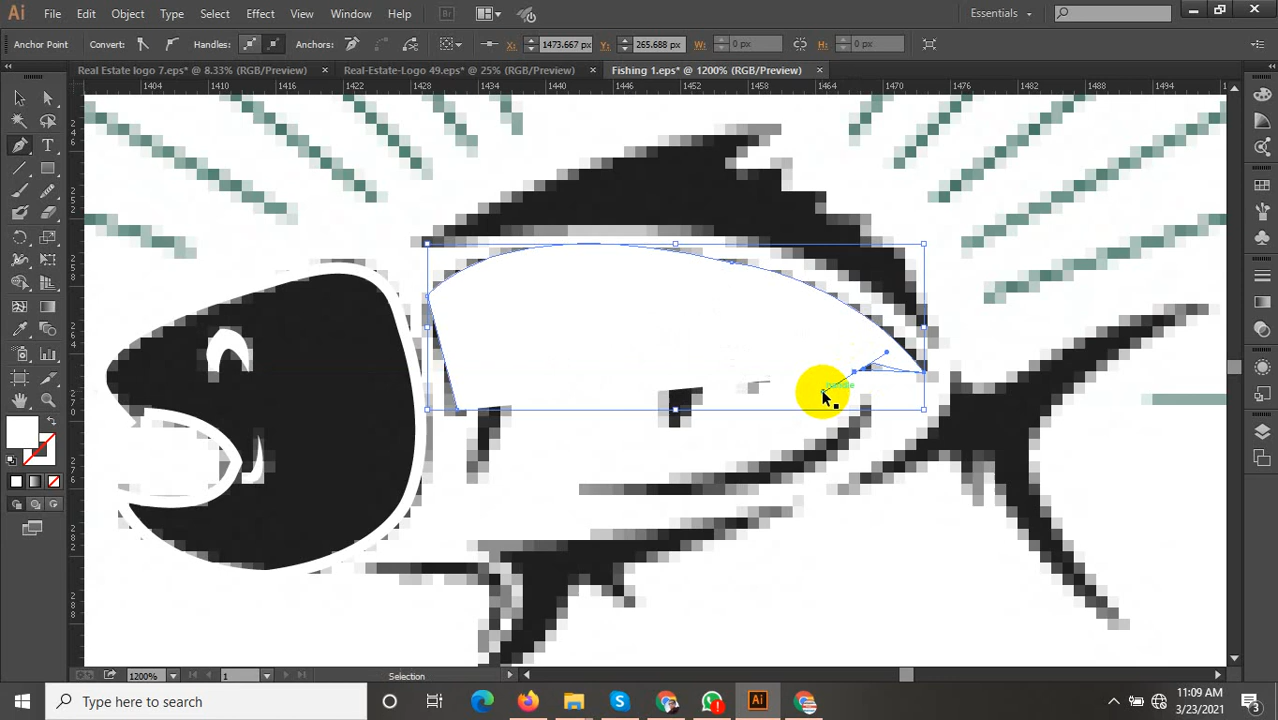 Ai File Edit Object Type Select Effect View Window Help Br Essentials
Anchor Point Convert: Handles: Anchors: X: 1473.667 px Y: 265.688 px W: 0 px H: 0 px
Real Estate logo 7.eps* @ 8.33% (RGB/Preview) × Real-Estate-Logo 49.eps* @ 25% (RGB/Preview) × Fishing 1.eps* @ 1200% (RGB/Preview) ×
1404 1410 1416 1422 1428 1434 1440 1446 1452 1458 1464 1470 1476 1482 1488 1494
handle
1200% 1 Selection
Type here to search
11:09 AM
3/23/2021